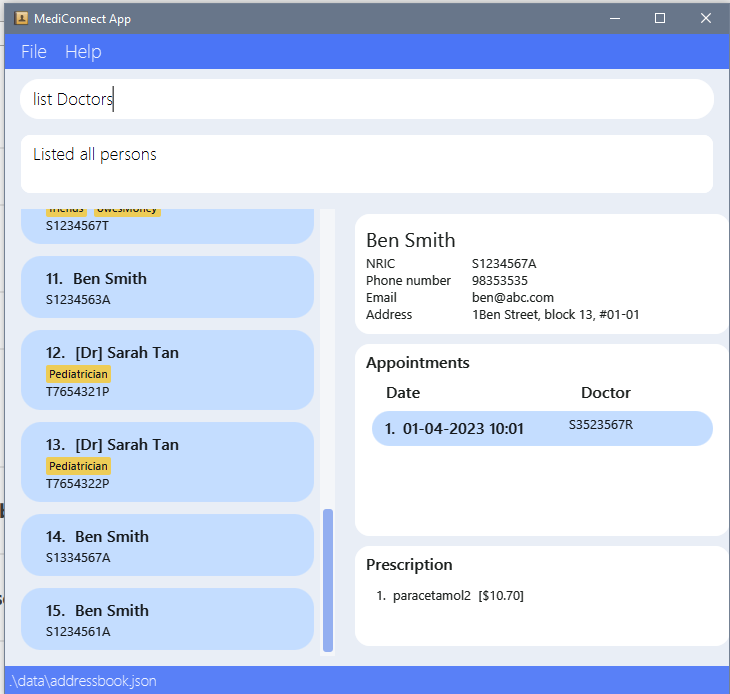 MediConnect App
File Help
list Doctors
Listed all persons
friends owesMoney
S1234567T
11. Ben Smith
S1234563A
12. [Dr] Sarah Tan
Pediatrician
T7654321P
13. [Dr] Sarah Tan
Pediatrician
T7654322P
14. Ben Smith
S1334567A
15. Ben Smith
S1234561A
Ben Smith
NRIC S1234567A
Phone number 98353535
Email ben@abc.com
Address 1Ben Street, block 13, #01-01
Appointments
Date Doctor
1. 01-04-2023 10:01 S3523567R
Prescription
1. paracetamol2 [$10.70]
.\data\addressbook.json